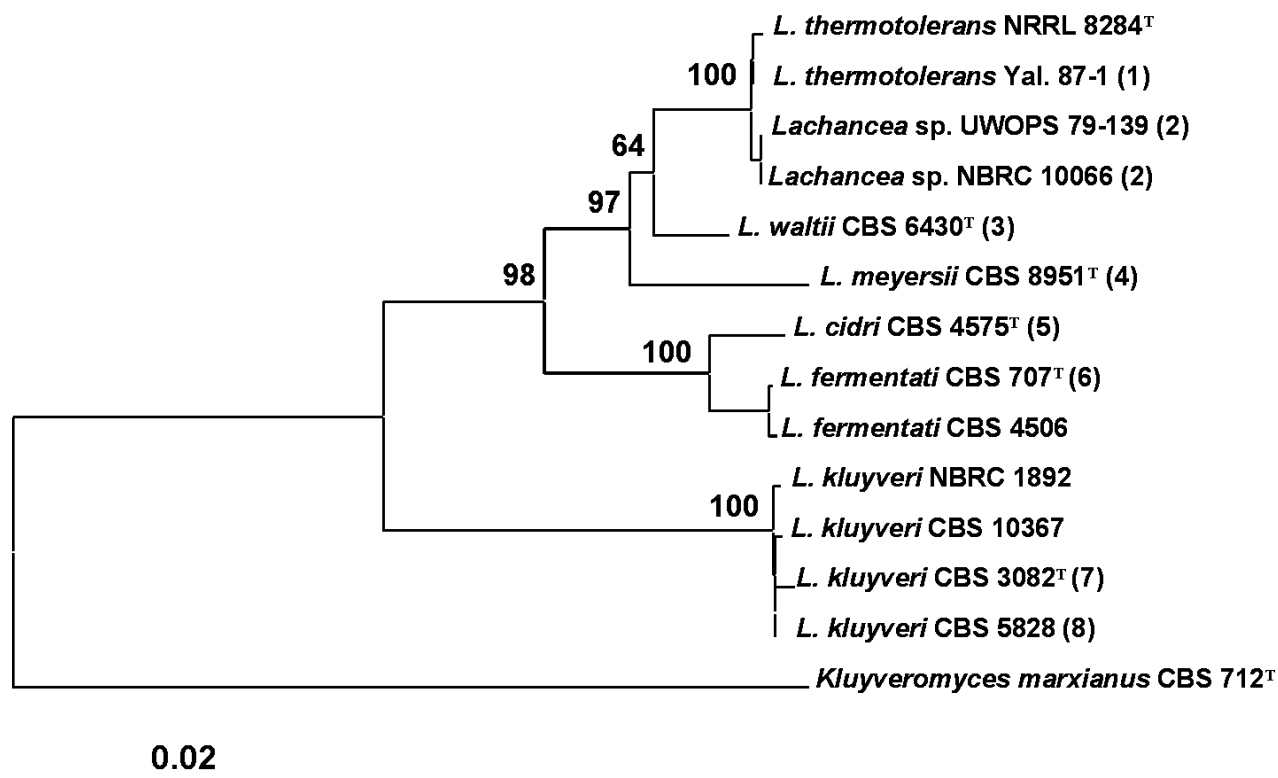 L. thermotolerans NRRL 8284ᵀ
100
L. thermotolerans Yal. 87-1 (1)
Lachancea sp. UWOPS 79-139 (2)
64
Lachancea sp. NBRC 10066 (2)
97
L. waltii CBS 6430ᵀ (3)
98
L. meyersii CBS 8951ᵀ (4)
L. cidri CBS 4575ᵀ (5)
100
L. fermentati CBS 707ᵀ (6)
L. fermentati CBS 4506
L. kluyveri NBRC 1892
100
L. kluyveri CBS 10367
L. kluyveri CBS 3082ᵀ (7)
L. kluyveri CBS 5828 (8)
Kluyveromyces marxianus CBS 712ᵀ
0.02